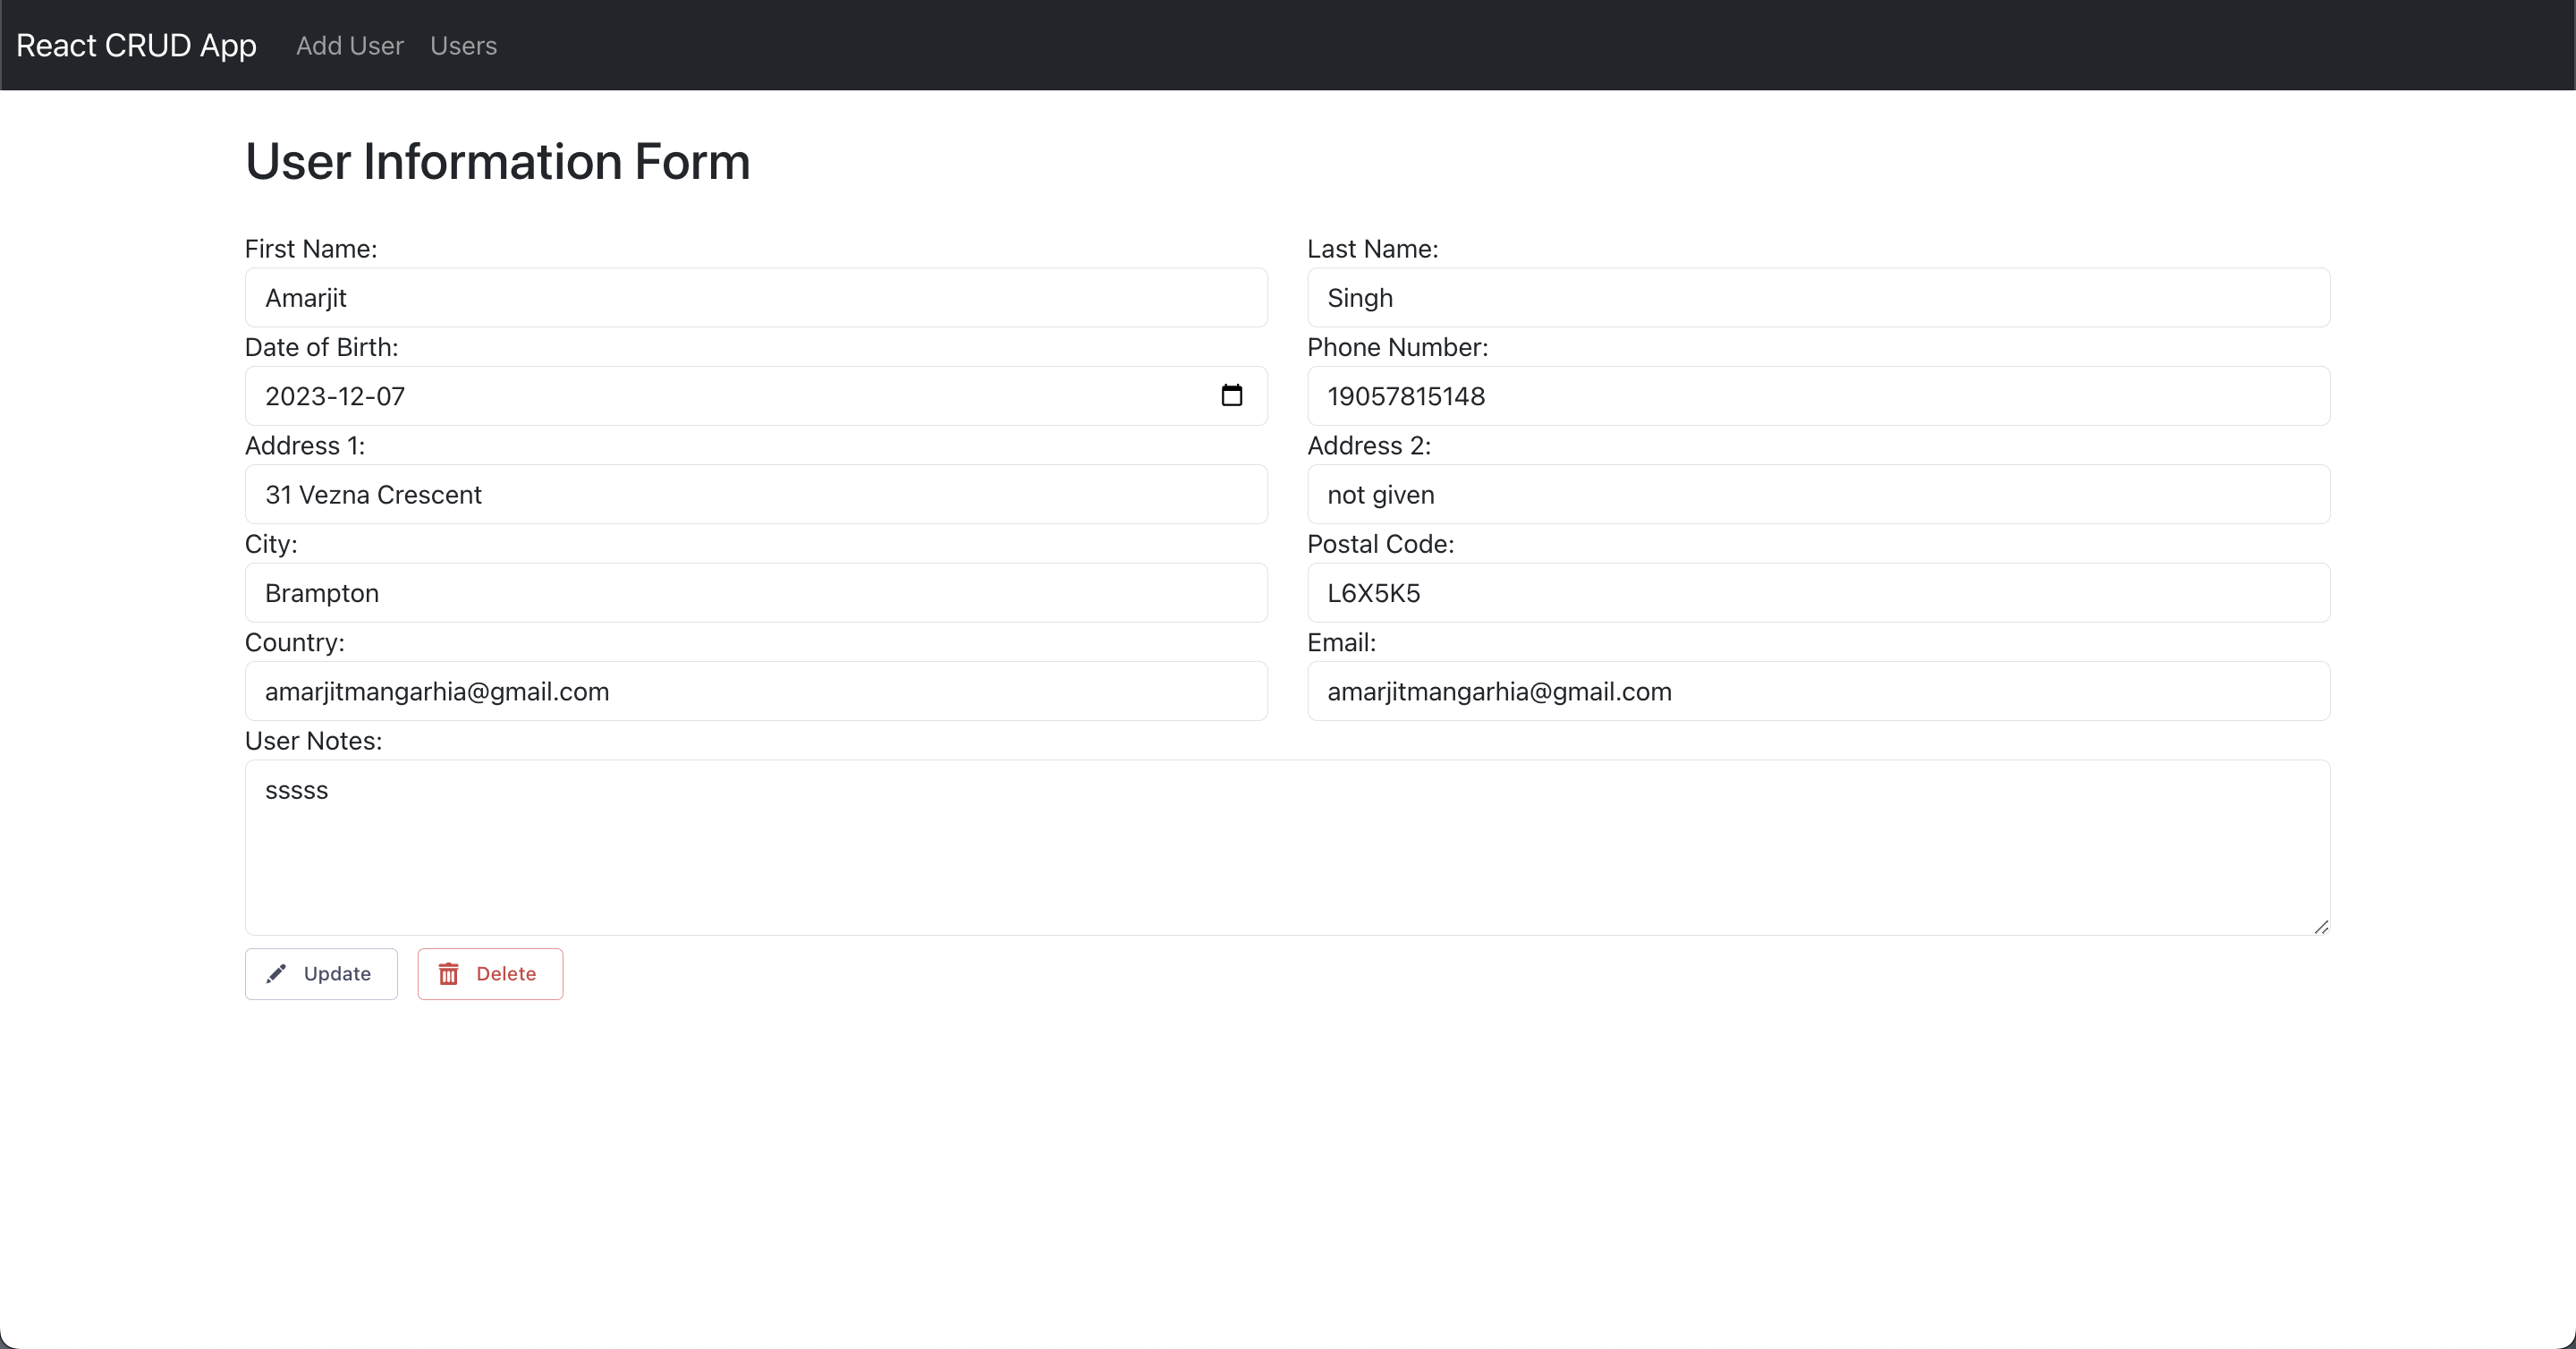 React CRUD App Add User Users
User Information Form
First Name: Last Name:
Amarjit Singh
Date of Birth: Phone Number:
2023-12-07 19057815148
Address 1: Address 2:
31 Vezna Crescent not given
City: Postal Code:
Brampton L6X5K5
Country: Email:
amarjitmangarhia@gmail.com amarjitmangarhia@gmail.com
User Notes:
sssss
Update Delete